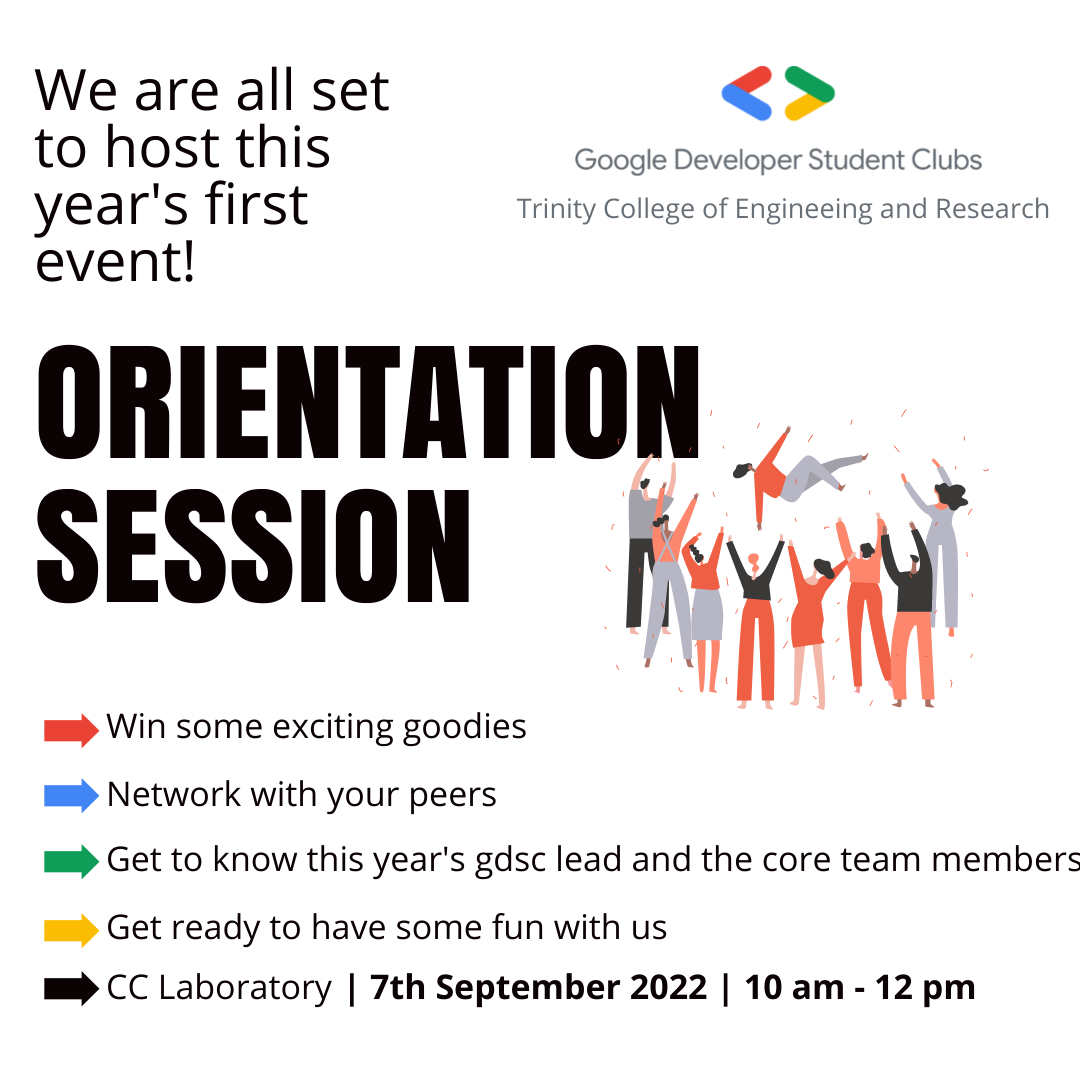 We are all set
to host this
year's first
event!
Google Developer Student Clubs
Trinity College of Engineeing and Research
ORIENTATION
SESSION
Win some exciting goodies
Network with your peers
Get to know this year's gdsc lead and the core team members
Get ready to have some fun with us
CC Laboratory | 7th September 2022 | 10 am - 12 pm